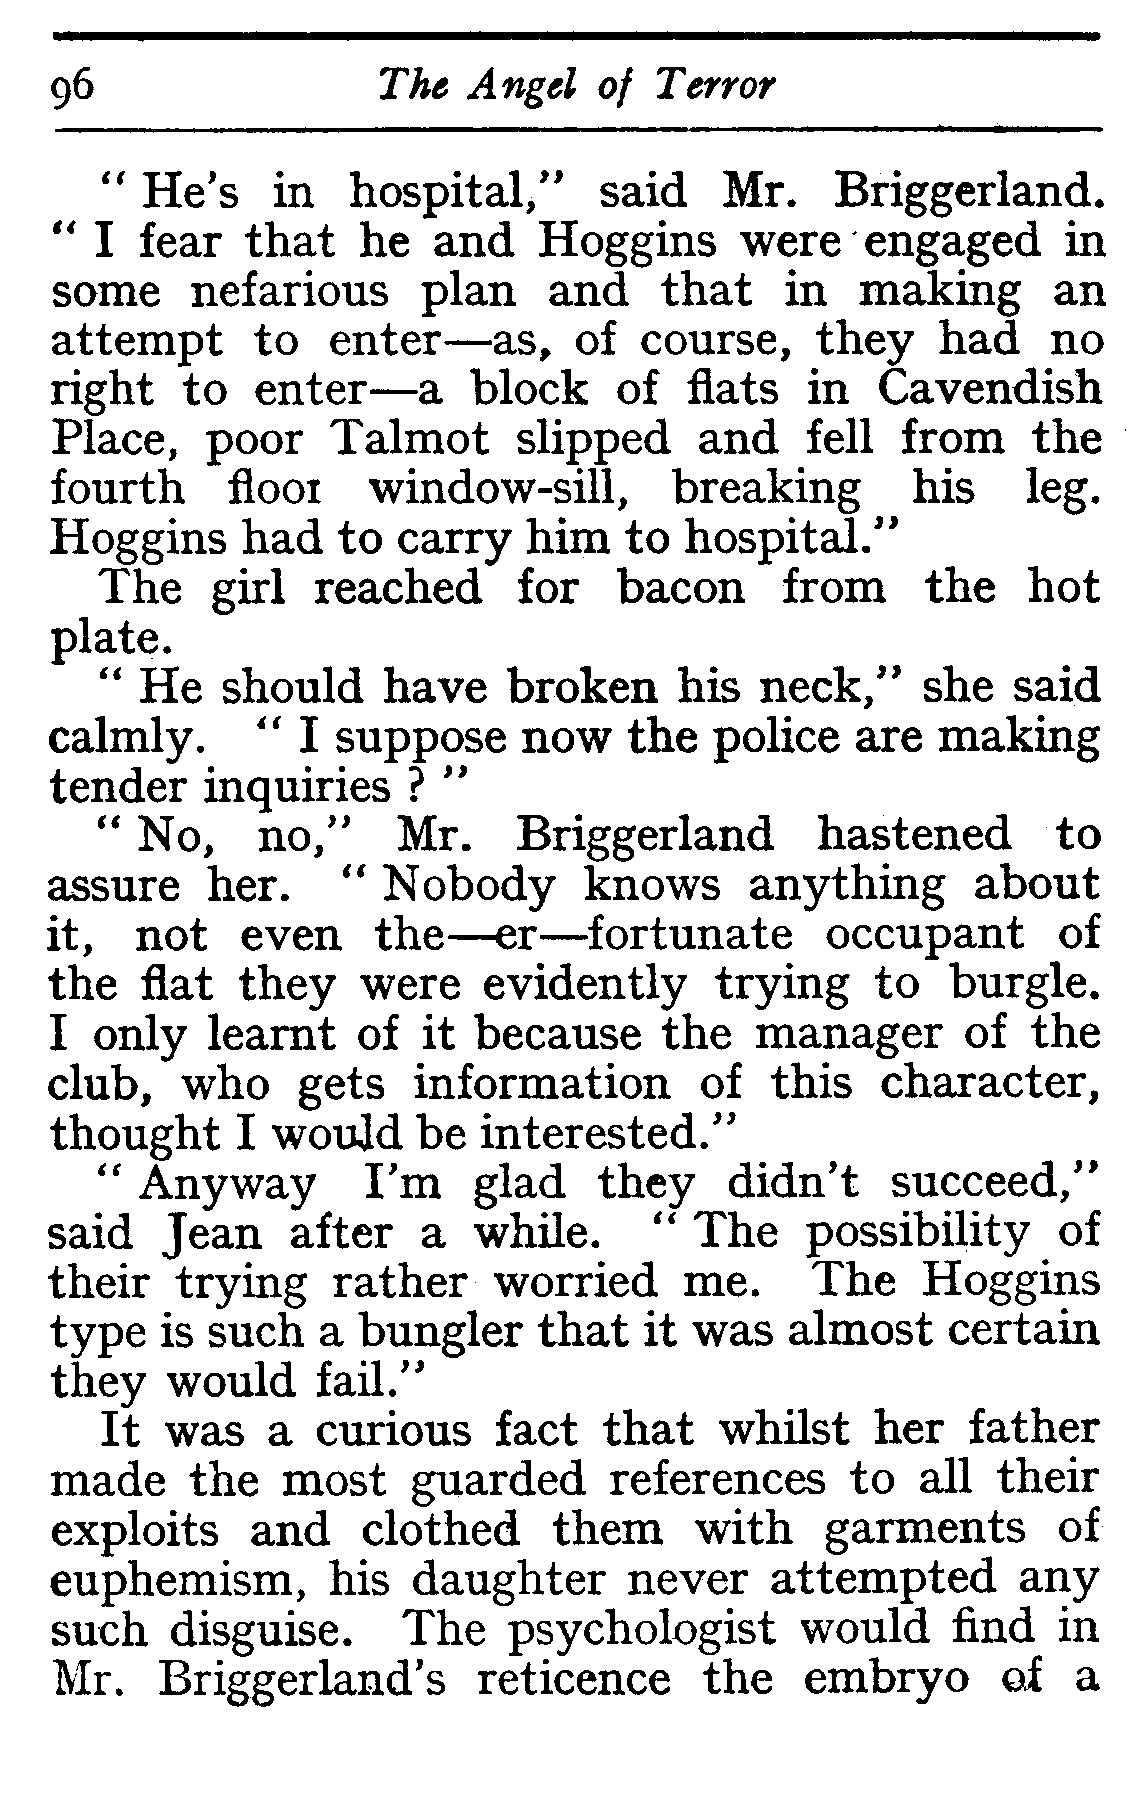 96 The Angel of Terror
“ He's in hospital,” said Mr. Briggerland.
“ I fear that he and Hoggins were engaged in
some nefarious plan and that in making an
attempt to enter—as, of course, they had no
right to enter—a block of flats in Cavendish
Place, poor Talmot slipped and fell from the
fourth floor window-sill, breaking his leg.
Hoggins had to carry him to hospital.”
The girl reached for bacon from the hot
plate.
“ He should have broken his neck,” she said
calmly. “ I suppose now the police are making
tender inquiries ? ”
“ No, no,” Mr. Briggerland hastened to
assure her. “ Nobody knows anything about
it, not even the—er—fortunate occupant of
the flat they were evidently trying to burgle.
I only learnt of it because the manager of the
club, who gets information of this character,
thought I would be interested.”
“ Anyway I'm glad they didn't succeed,”
said Jean after a while. “ The possibility of
their trying rather worried me. The Hoggins
type is such a bungler that it was almost certain
they would fail.”
It was a curious fact that whilst her father
made the most guarded references to all their
exploits and clothed them with garments of
euphemism, his daughter never attempted any
such disguise. The psychologist would find in
Mr. Briggerland's reticence the embryo of a